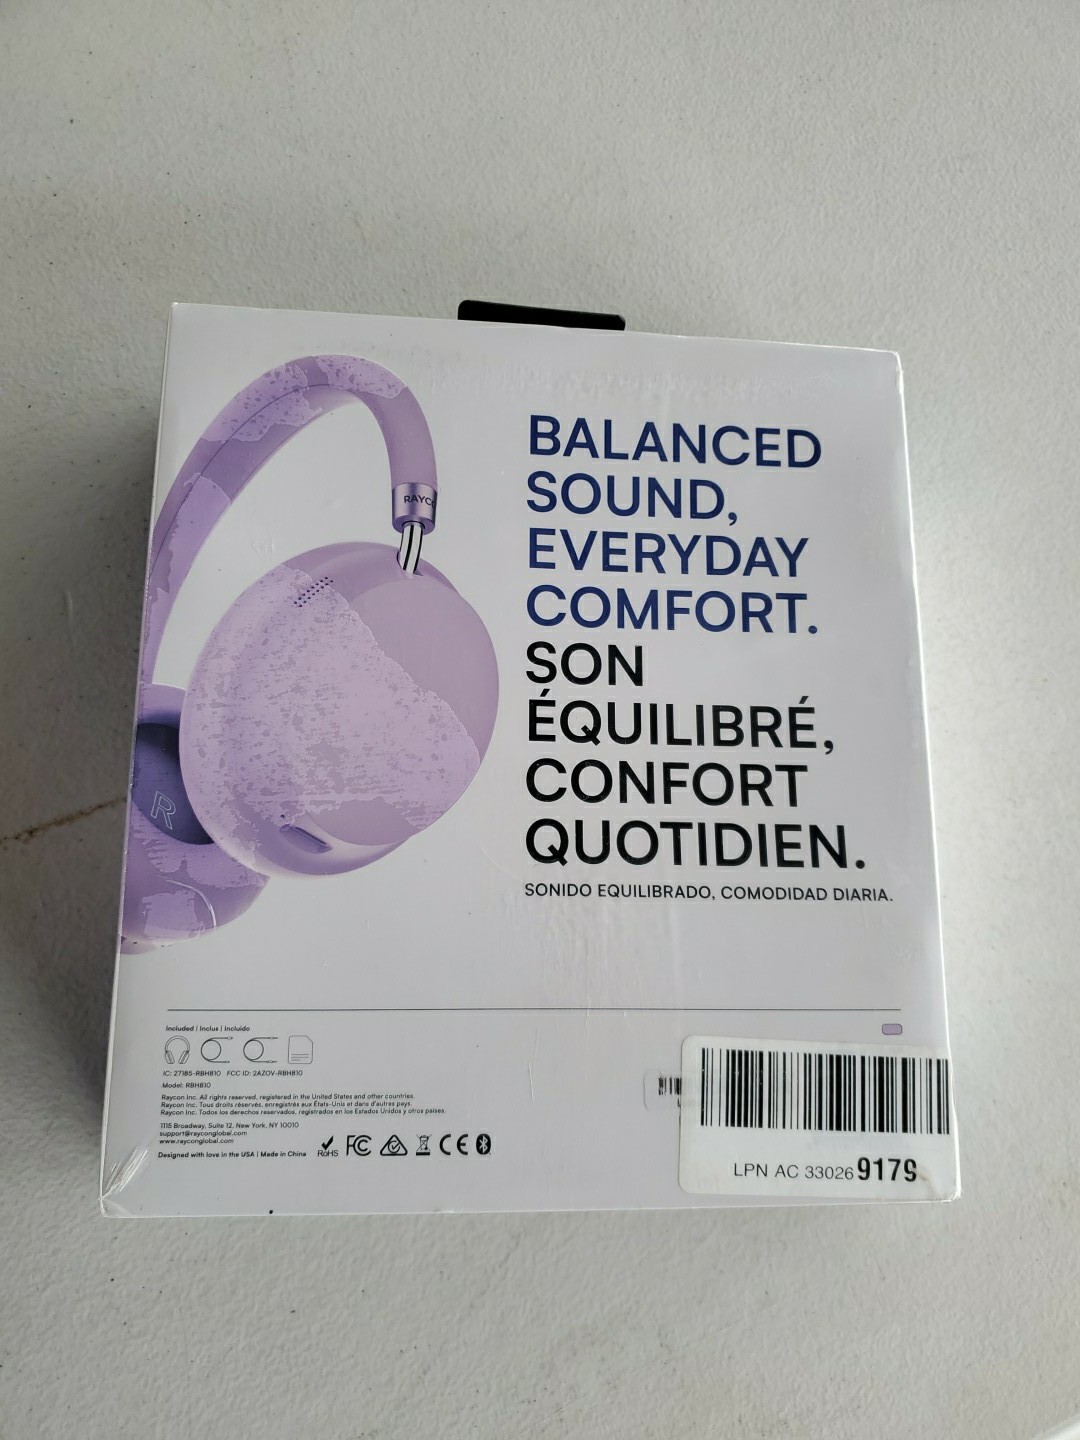 RAYC
R
BALANCED
SOUND,
EVERYDAY
COMFORT.
SON
ÉQUILIBRÉ,
CONFORT
QUOTIDIEN.
SONIDO EQUILIBRADO, COMODIDAD DIARIA.
Included | Inclus | Incluido
IC: 27185-RBH810 FCC ID: 2AZOV-RBH810
Model: RBH810
Raycon Inc. All rights reserved, registered in the United States and other countries.
Raycon Inc. Tous droits réservés, enregistrés aux États-Unis et dans d'autres pays.
Raycon Inc. Todos los derechos reservados, registrados en los Estados Unidos y otros países.
1115 Broadway, Suite 12, New York, NY 10010
support@rayconglobal.com
www.rayconglobal.com
Designed with love in the USA | Made in China
RoHS FC CE
LPN AC 330269179